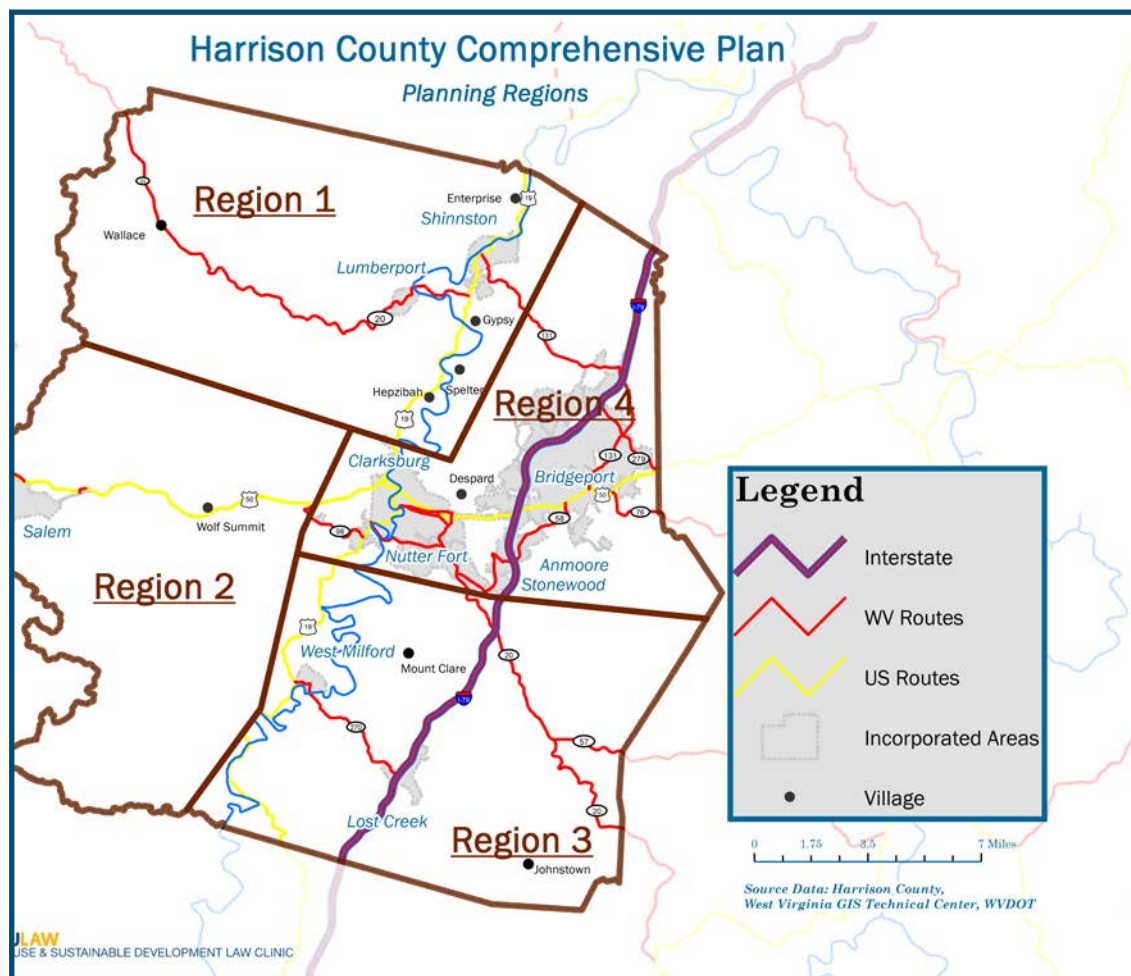 Harrison County Comprehensive Plan
Planning Regions
Region 1
Enterprise
19
Shinnston
Wallace
Lumberport
20
Gypsy
131
Hepzibah
Spelter
19
Region 4
Clarksburg
Despard
Bridgeport
131
279
50
Wolf Summit
50
Salem
98
58
76
Nutter Fort
Anmoore
Stonewood
Region 2
19
West Milford
Mount Clare
20
270
57
20
Lost Creek
Region 3
Johnstown
Legend
Interstate
WV Routes
US Routes
Incorporated Areas
Village
0 1.75 3.5 7 Miles
Source Data: Harrison County,
West Virginia GIS Technical Center, WVDOT
ULAW
USE & SUSTAINABLE DEVELOPMENT LAW CLINIC